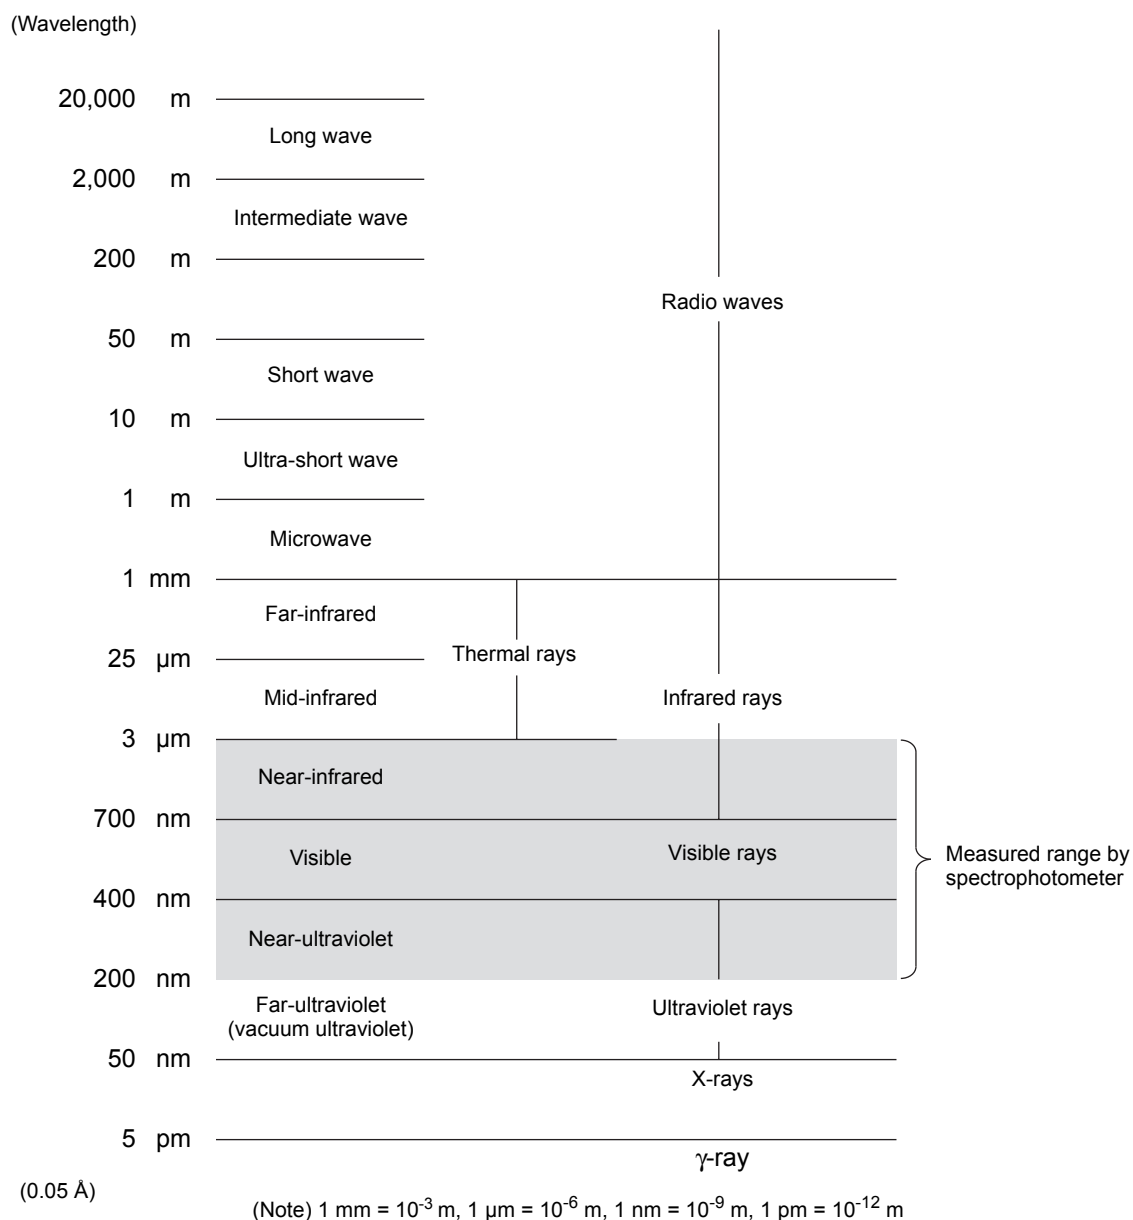 (Wavelength)
20,000 m
Long wave
2,000 m
Intermediate wave
200 m
Radio waves
50 m
Short wave
10 m
Ultra-short wave
1 m
Microwave
1 mm
Far-infrared
Thermal rays
25 µm
Mid-infrared
Infrared rays
3 µm
Near-infrared
700 nm
Visible
Visible rays
Measured range by
spectrophotometer
400 nm
Near-ultraviolet
200 nm
Far-ultraviolet
(vacuum ultraviolet)
Ultraviolet rays
50 nm
X-rays
5 pm
γ-ray
(0.05 Å)
(Note) 1 mm = 10⁻³ m, 1 µm = 10⁻⁶ m, 1 nm = 10⁻⁹ m, 1 pm = 10⁻¹² m